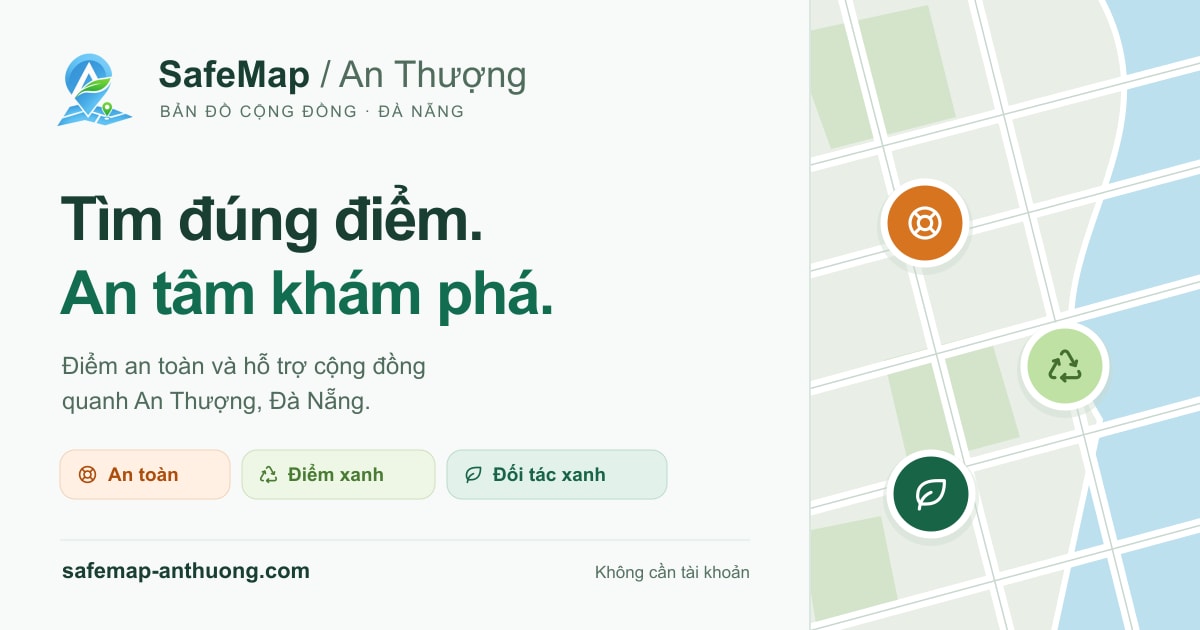 SafeMap / An Thượng
BẢN ĐỒ CỘNG ĐỒNG · ĐÀ NẴNG
Tìm đúng điểm.
An tâm khám phá.
Điểm an toàn và hỗ trợ cộng đồng
quanh An Thượng, Đà Nẵng.
An toàn
Điểm xanh
Đối tác xanh
safemap-anthuong.com
Không cần tài khoản